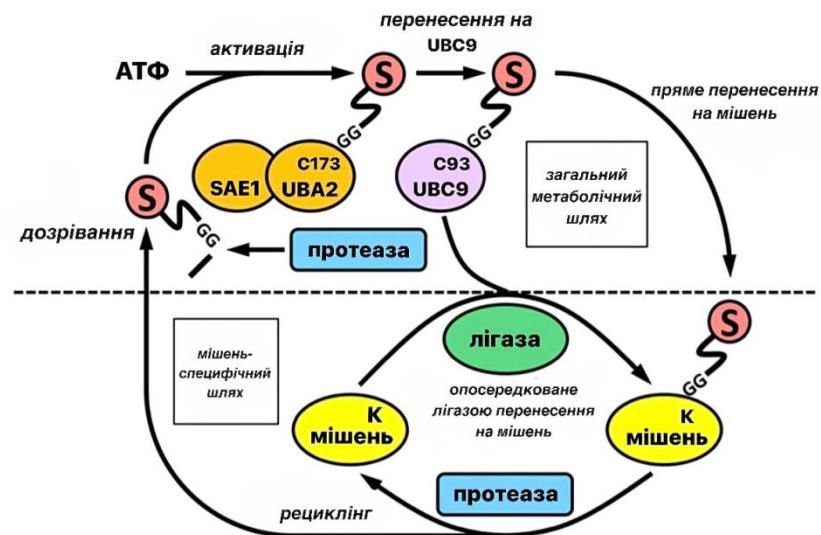 активація
перенесення на
UBC9
АТФ
S
S
пряме перенесення
на мішень
GG
GG
C173
SAE1
UBA2
C93
UBC9
загальний
метаболічний
шлях
S
GG
дозрівання
протеаза
S
мішень-
специфічний
шлях
лігаза
опосередковане
лігазою перенесення
на мішень
GG
К
мішень
К
мішень
протеаза
рециклінг